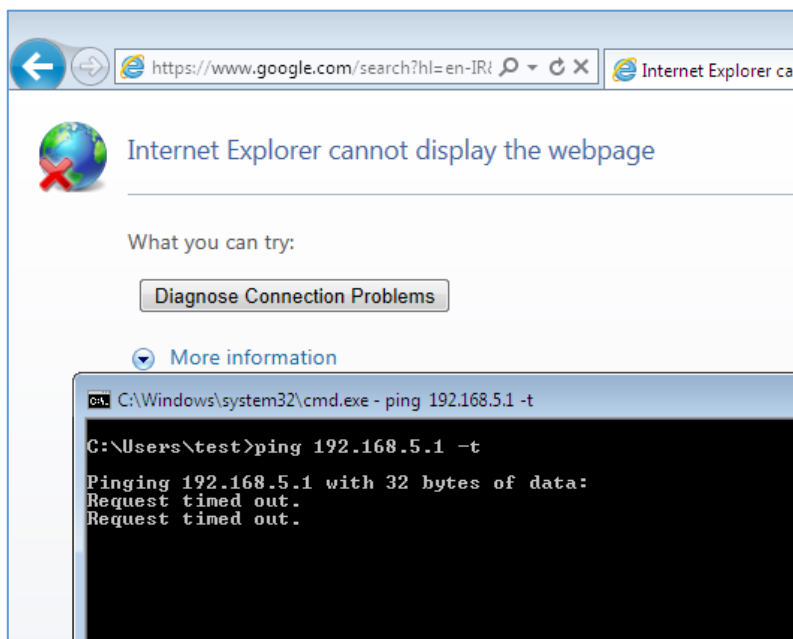 https://www.google.com/search?hl=en-IR&
Internet Explorer ca
Internet Explorer cannot display the webpage
What you can try:
Diagnose Connection Problems
More information
C:\Windows\system32\cmd.exe - ping 192.168.5.1 -t
C:\Users\test>ping 192.168.5.1 -t
Pinging 192.168.5.1 with 32 bytes of data:
Request timed out.
Request timed out.